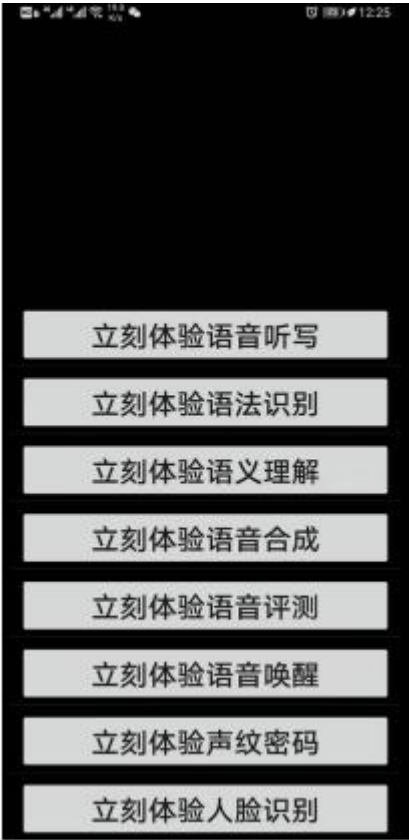 12:25
立刻体验语音听写
立刻体验语法识别
立刻体验语义理解
立刻体验语音合成
立刻体验语音评测
立刻体验语音唤醒
立刻体验声纹密码
立刻体验人脸识别